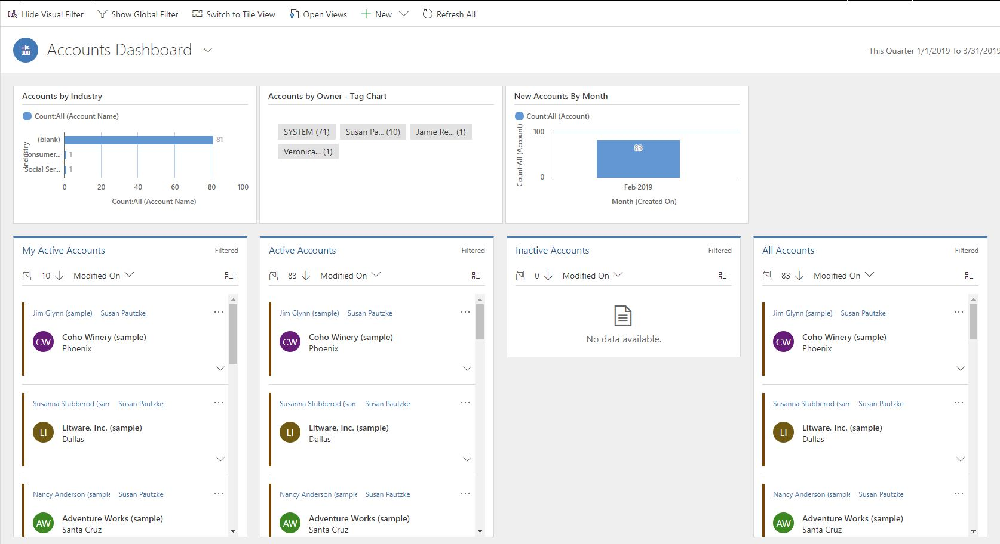 Hide Visual Filter Show Global Filter Switch to Tile View Open Views New Refresh All
Accounts Dashboard
This Quarter 1/1/2019 To 3/31/2019
Accounts by Industry
Count:All (Account Name)
Industry
(blank) 81
Consumer... 1
Social Ser... 1
0 20 40 60 80 100
Count:All (Account Name)
Accounts by Owner - Tag Chart
SYSTEM (71) Susan Pa... (10) Jamie Re... (1)
Veronica... (1)
New Accounts By Month
Count:All (Account)
Count:All (Account)
100
83
0
Feb 2019
Month (Created On)
My Active Accounts Filtered
10 Modified On
Jim Glynn (sample) Susan Pautzke ...
CW Coho Winery (sample)
Phoenix
Susanna Stubberod (sam Susan Pautzke ...
LI Litware, Inc. (sample)
Dallas
Nancy Anderson (sample Susan Pautzke ...
AW Adventure Works (sample)
Santa Cruz
Active Accounts Filtered
83 Modified On
Jim Glynn (sample) Susan Pautzke ...
CW Coho Winery (sample)
Phoenix
Susanna Stubberod (sam Susan Pautzke ...
LI Litware, Inc. (sample)
Dallas
Nancy Anderson (sample Susan Pautzke ...
AW Adventure Works (sample)
Santa Cruz
Inactive Accounts Filtered
0 Modified On
No data available.
All Accounts Filtered
83 Modified On
Jim Glynn (sample) Susan Pautzke ...
CW Coho Winery (sample)
Phoenix
Susanna Stubberod (sam Susan Pautzke ...
LI Litware, Inc. (sample)
Dallas
Nancy Anderson (sample Susan Pautzke ...
AW Adventure Works (sample)
Santa Cruz